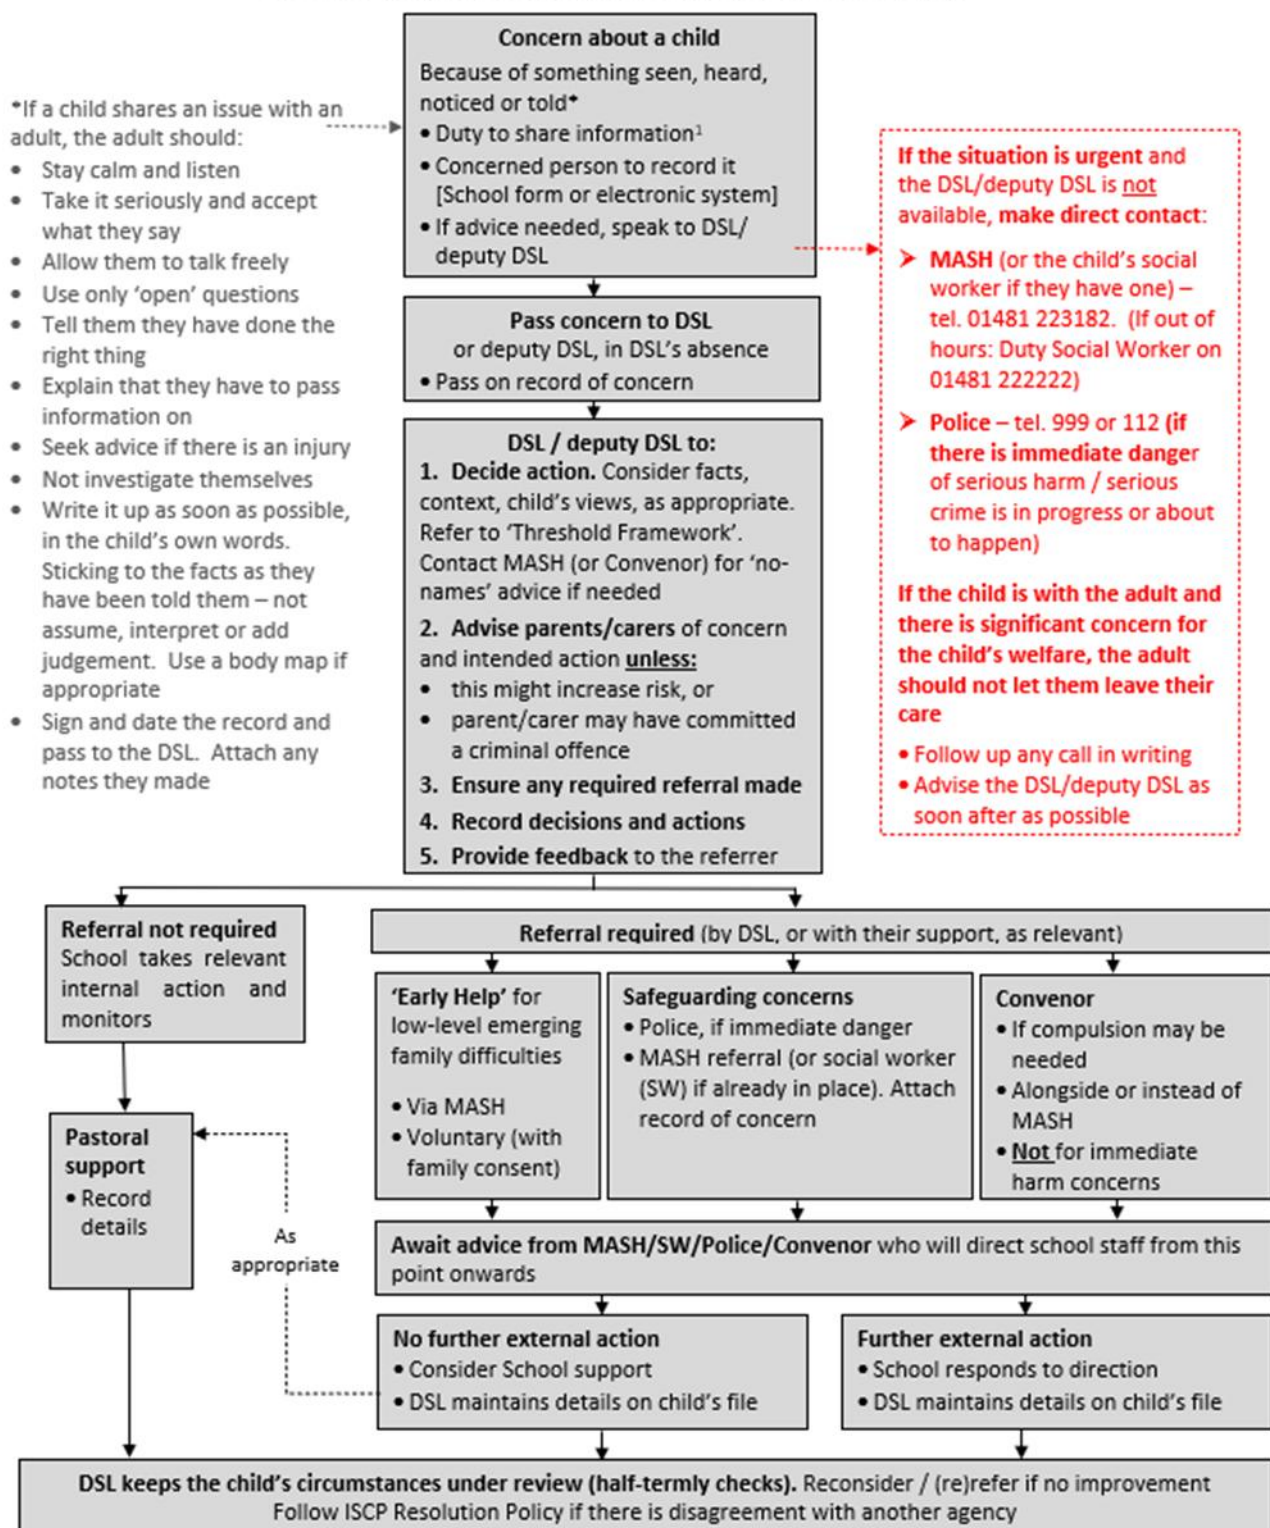 Concern about a child
Because of something seen, heard,
noticed or told*
• Duty to share information¹
• Concerned person to record it
[School form or electronic system]
• If advice needed, speak to DSL/
deputy DSL
*If a child shares an issue with an
adult, the adult should:
• Stay calm and listen
• Take it seriously and accept
what they say
• Allow them to talk freely
• Use only ‘open’ questions
• Tell them they have done the
right thing
• Explain that they have to pass
information on
• Seek advice if there is an injury
• Not investigate themselves
• Write it up as soon as possible,
in the child’s own words.
Sticking to the facts as they
have been told them – not
assume, interpret or add
judgement. Use a body map if
appropriate
• Sign and date the record and
pass to the DSL. Attach any
notes they made
If the situation is urgent and
the DSL/deputy DSL is not
available, make direct contact:
➢ MASH (or the child’s social
worker if they have one) –
tel. 01481 223182. (If out of
hours: Duty Social Worker on
01481 222222)
➢ Police – tel. 999 or 112 (if
there is immediate danger
of serious harm / serious
crime is in progress or about
to happen)
If the child is with the adult and
there is significant concern for
the child’s welfare, the adult
should not let them leave their
care
• Follow up any call in writing
• Advise the DSL/deputy DSL as
soon after as possible
Pass concern to DSL
or deputy DSL, in DSL’s absence
• Pass on record of concern
DSL / deputy DSL to:
1. Decide action. Consider facts,
context, child’s views, as appropriate.
Refer to ‘Threshold Framework’.
Contact MASH (or Convenor) for ‘no-
names’ advice if needed
2. Advise parents/carers of concern
and intended action unless:
• this might increase risk, or
• parent/carer may have committed
a criminal offence
3. Ensure any required referral made
4. Record decisions and actions
5. Provide feedback to the referrer
Referral not required
School takes relevant
internal action and
monitors
Pastoral
support
• Record
details
As
appropriate
Referral required (by DSL, or with their support, as relevant)
‘Early Help’ for
low-level emerging
family difficulties
• Via MASH
• Voluntary (with
family consent)
Safeguarding concerns
• Police, if immediate danger
• MASH referral (or social worker
(SW) if already in place). Attach
record of concern
Convenor
• If compulsion may be
needed
• Alongside or instead of
MASH
• Not for immediate
harm concerns
Await advice from MASH/SW/Police/Convenor who will direct school staff from this
point onwards
No further external action
• Consider School support
• DSL maintains details on child’s file
Further external action
• School responds to direction
• DSL maintains details on child’s file
DSL keeps the child’s circumstances under review (half-termly checks). Reconsider / (re)refer if no improvement
Follow ISCP Resolution Policy if there is disagreement with another agency